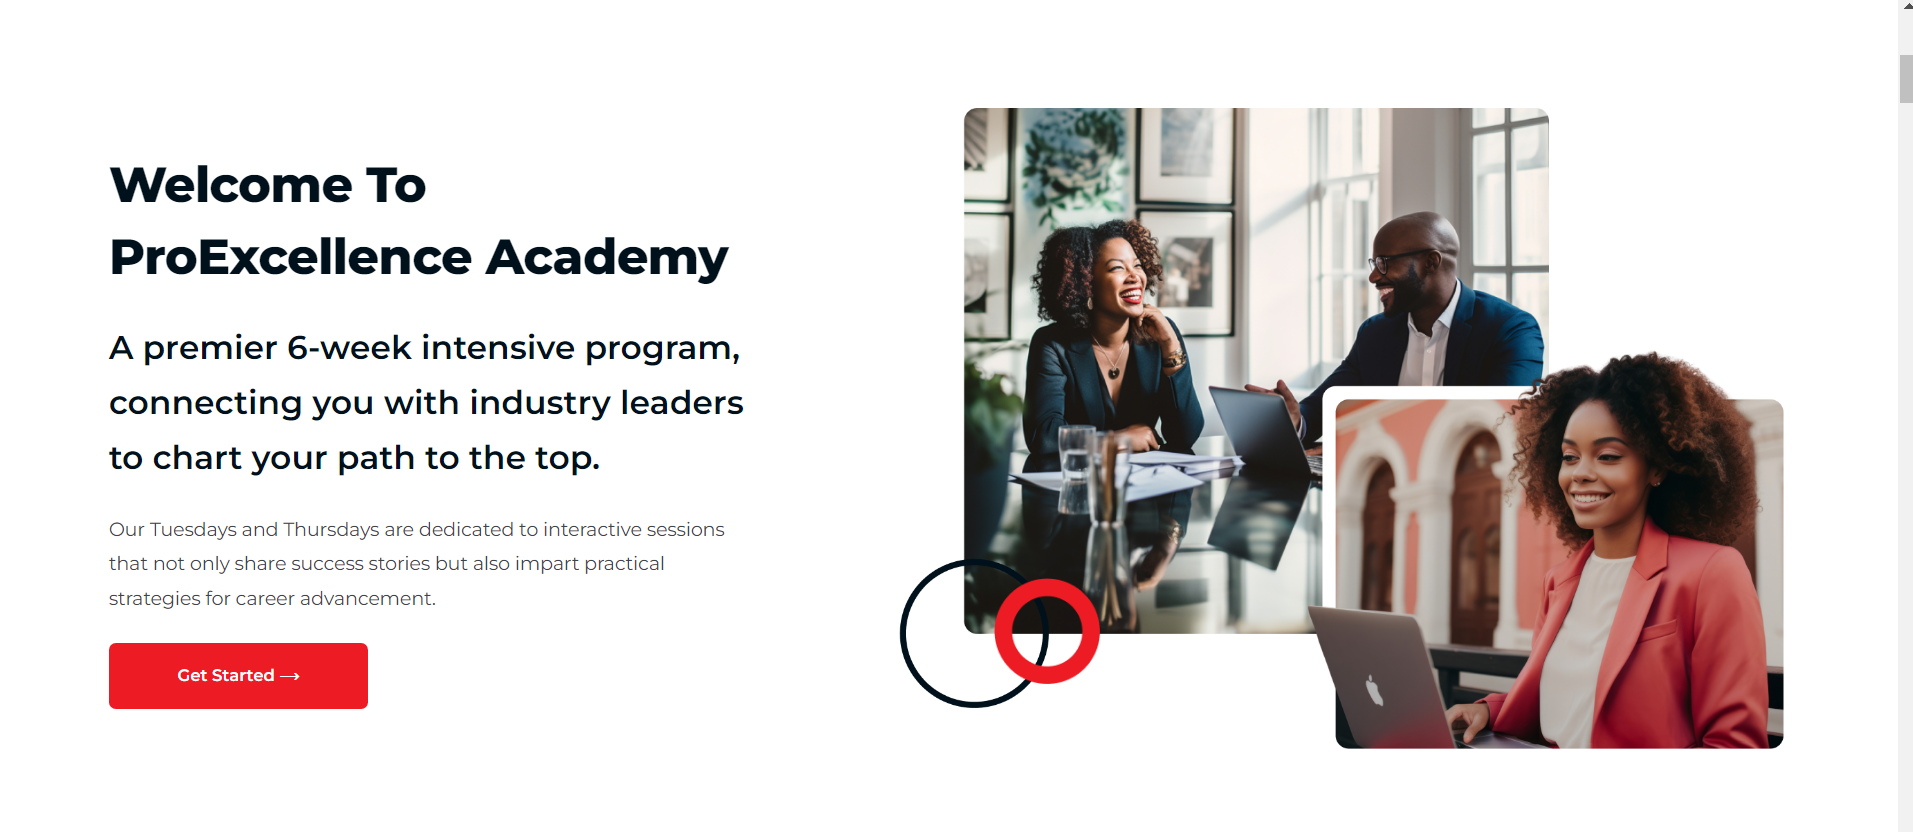 Welcome To
ProExcellence Academy
A premier 6-week intensive program,
connecting you with industry leaders
to chart your path to the top.
Our Tuesdays and Thursdays are dedicated to interactive sessions
that not only share success stories but also impart practical
strategies for career advancement.
Get Started ⟶